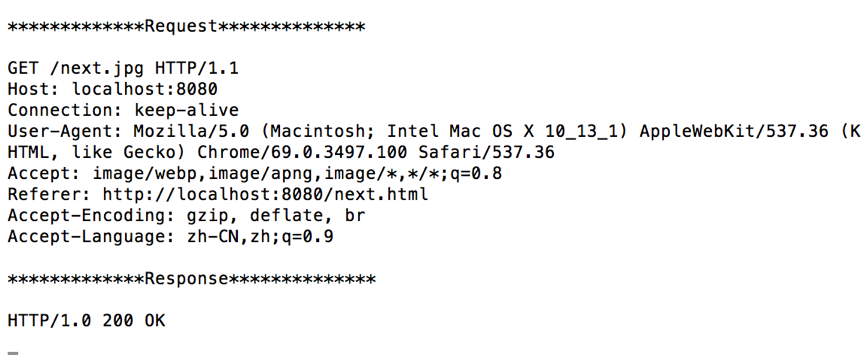 *************Request**************
GET /next.jpg HTTP/1.1
Host: localhost:8080
Connection: keep-alive
User-Agent: Mozilla/5.0 (Macintosh; Intel Mac OS X 10_13_1) AppleWebKit/537.36 (K
HTML, like Gecko) Chrome/69.0.3497.100 Safari/537.36
Accept: image/webp,image/apng,image/*,*/*;q=0.8
Referer: http://localhost:8080/next.html
Accept-Encoding: gzip, deflate, br
Accept-Language: zh-CN,zh;q=0.9
*************Response**************
HTTP/1.0 200 OK